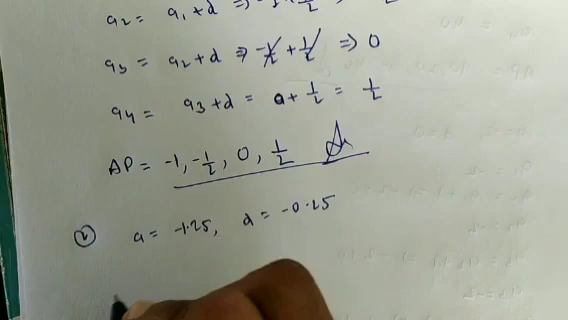 a₂ = a₁ + d ⇒
a₃ = a₂ + d ⇒ -1/2 + 1/2 ⇒ 0
a₄ = a₃ + d = 0 + 1/2 = 1/2
AP = -1, -1/2, 0, 1/2
(v) a = -1.25, d = -0.25